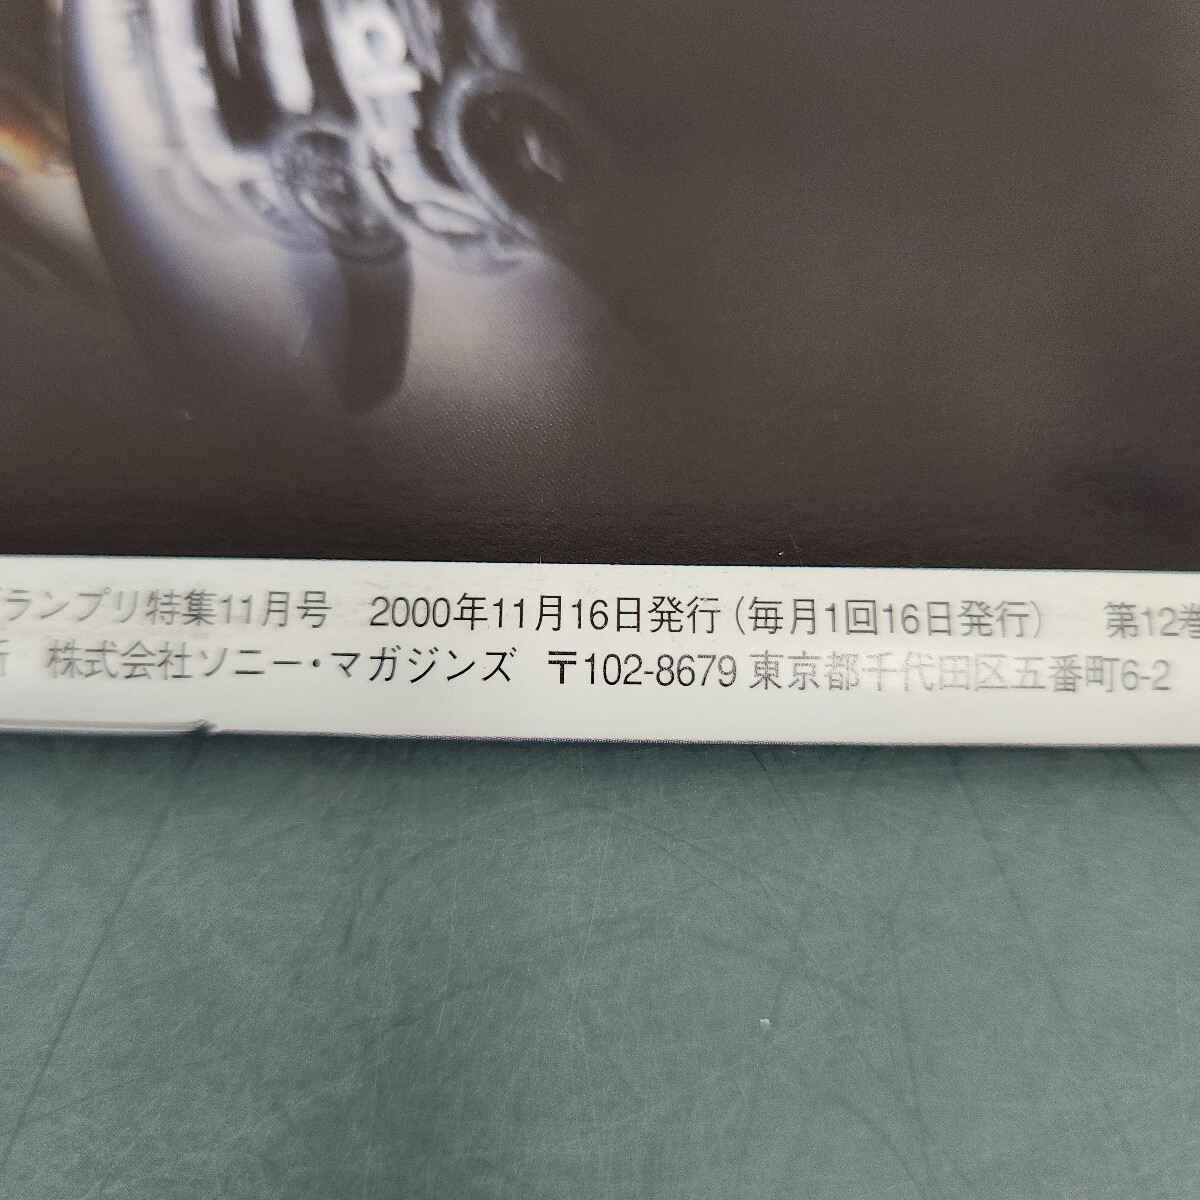 グランプリ特集11月号 2000年11月16日発行（毎月1回16日発行） 第12巻
所 株式会社ソニー・マガジンズ 〒102-8679 東京都千代田区五番町6-2